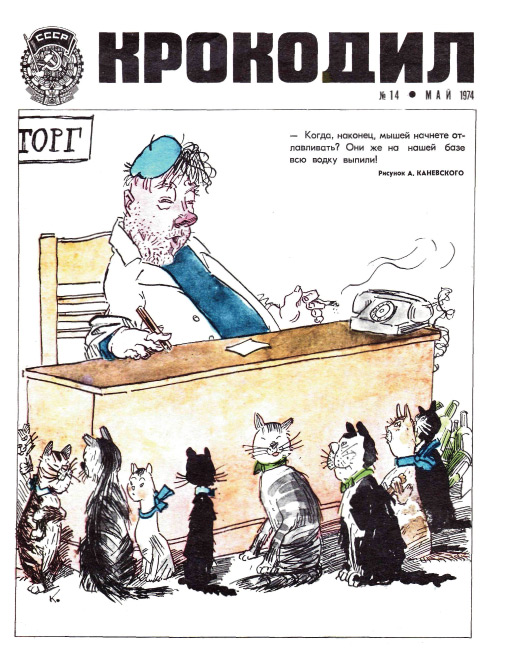 СССР
КРОКОДИЛ
№ 14 • МАЙ 1974
ТОРГ
— Когда, наконец, мышей начнете от-
лавливать? Они же на нашей базе
всю водку выпили!
Рисунок А. КАНЕВСКОГО
К.